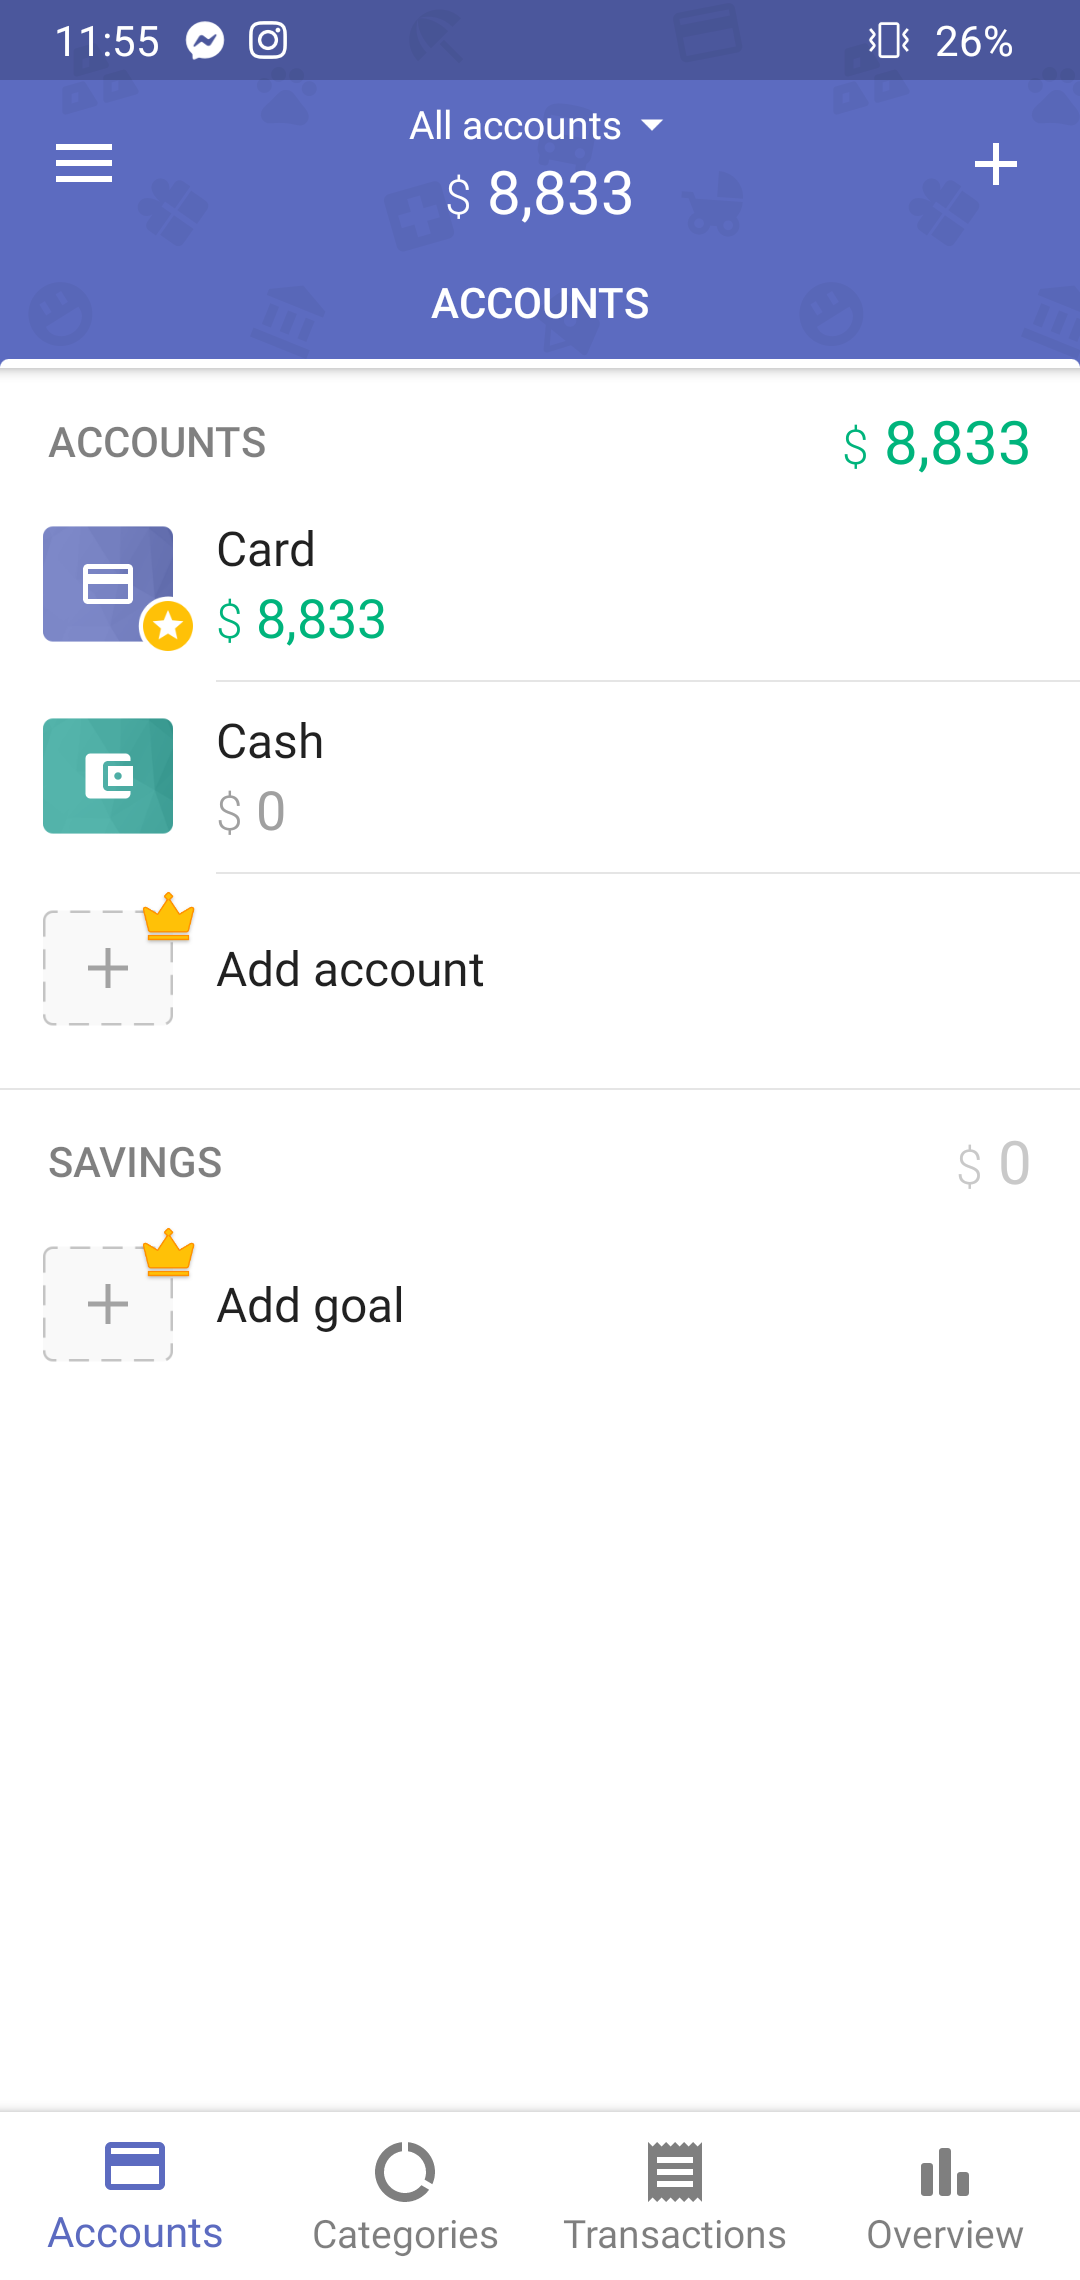 11:55 26%
All accounts
$ 8,833
ACCOUNTS
ACCOUNTS $ 8,833
Card
$ 8,833
Cash
$ 0
Add account
SAVINGS $ 0
Add goal
Accounts Categories Transactions Overview